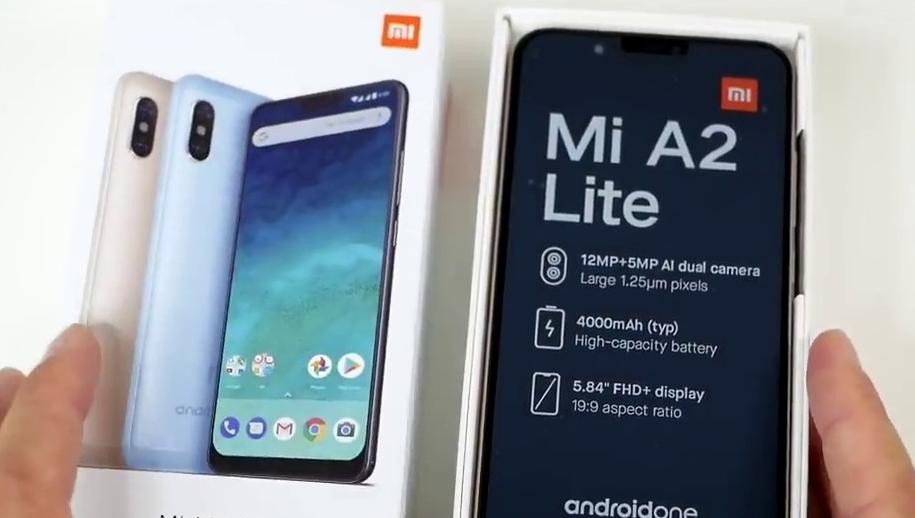 mi
andr
mi
Mi A2
Lite
12MP+5MP AI dual camera
Large 1.25µm pixels
4000mAh (typ)
High-capacity battery
5.84" FHD+ display
19:9 aspect ratio
androidone